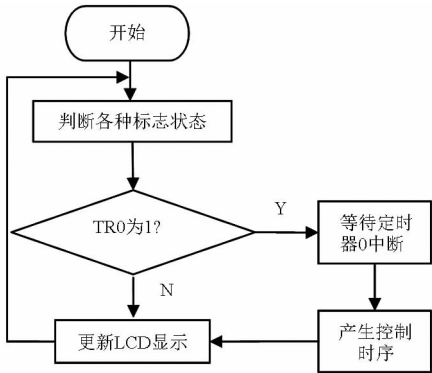 开始
判断各种标志状态
TR0为1?
Y
等待定时
器0中断
N
更新LCD显示
产生控制
时序